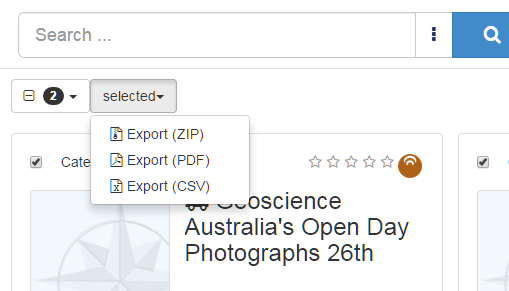 Search ...
2
selected
Export (ZIP)
Export (PDF)
Export (CSV)
Cate
Geoscience
Australia's Open Day
Photographs 26th